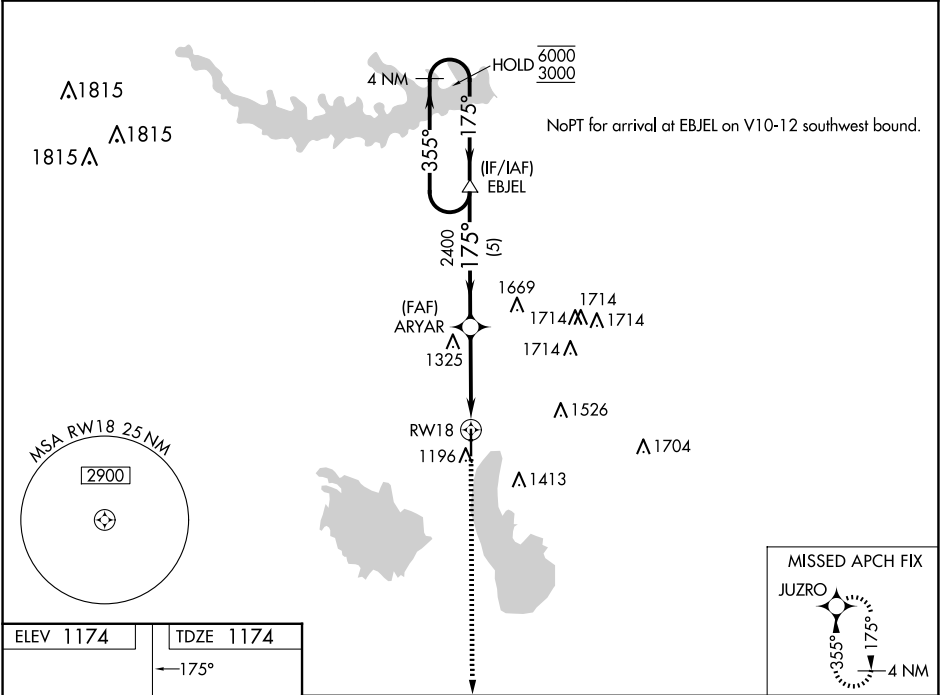 1815
1815
1815
4 NM
HOLD 6000
3000
175°
355°
NoPT for arrival at EBJEL on V10-12 southwest bound.
(IF/IAF)
EBJEL
2400
175°
(5)
(FAF)
ARYAR
1325
1669
1714
1714
1714
1714
1526
RW18
1196
1704
1413
MSA RW18 25 NM
2900
MISSED APCH FIX
JUZRO
355°
175°
4 NM
ELEV 1174
TDZE 1174
175°